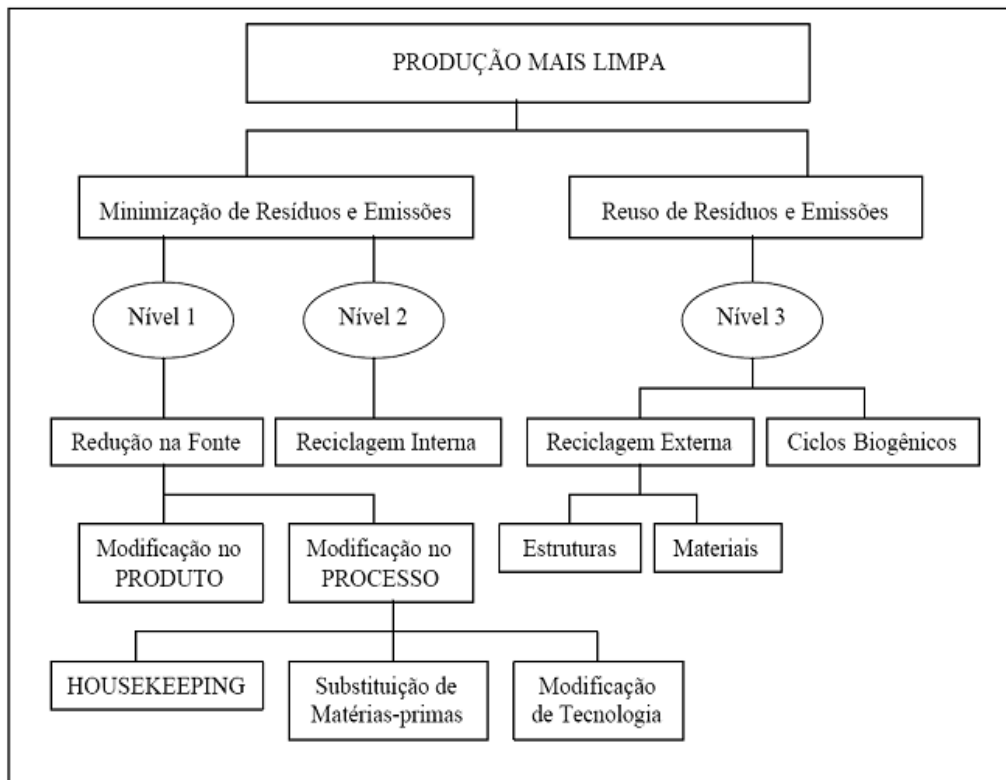 PRODUÇÃO MAIS LIMPA
Minimização de Resíduos e Emissões
Reuso de Resíduos e Emissões
Nível 1
Nível 2
Nível 3
Redução na Fonte
Reciclagem Interna
Reciclagem Externa
Ciclos Biogênicos
Modificação no
PRODUTO
Modificação no
PROCESSO
Estruturas
Materiais
HOUSEKEEPING
Substituição de
Matérias-primas
Modificação
de Tecnologia